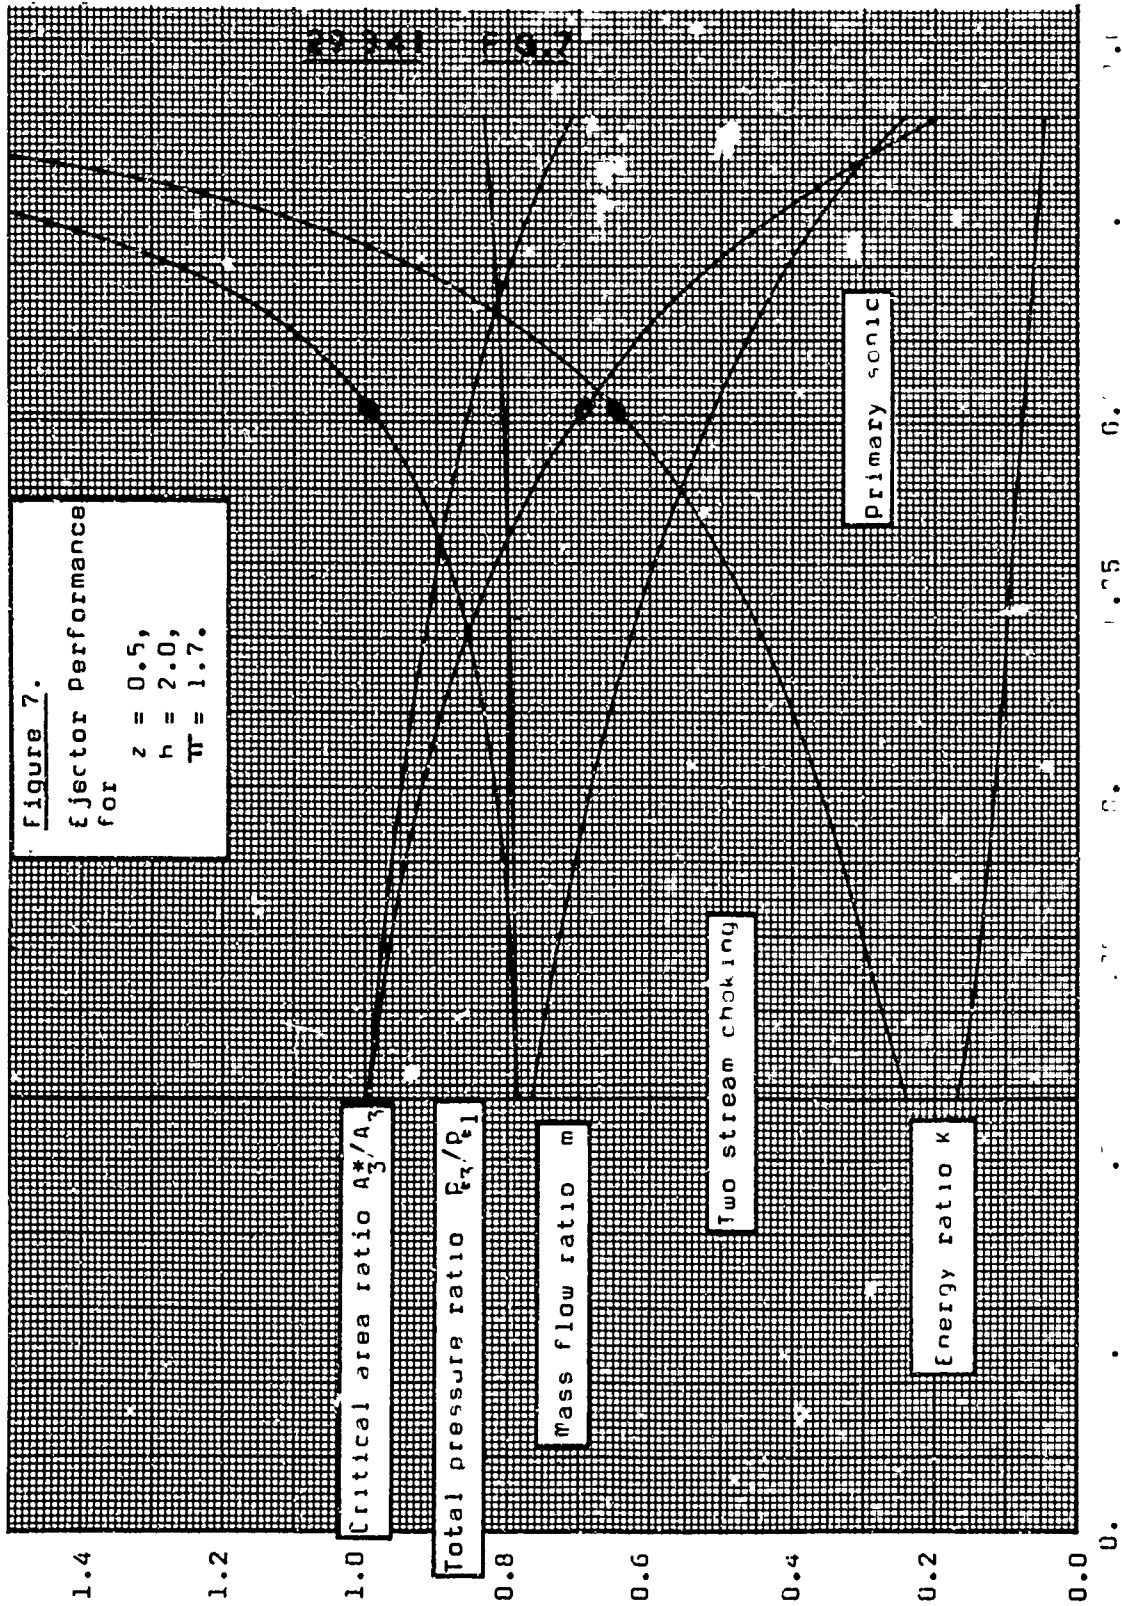 Figure 7.
Ejector Performance
for
z = 0.5,
h = 2.0,
π = 1.7.
Critical area ratio A*3/A3
Total pressure ratio Pt3/Pt1
Mass flow ratio m
Two stream choking
Energy ratio K
primary sonic
1.4
1.2
1.0
0.8
0.6
0.4
0.2
0.0
0.